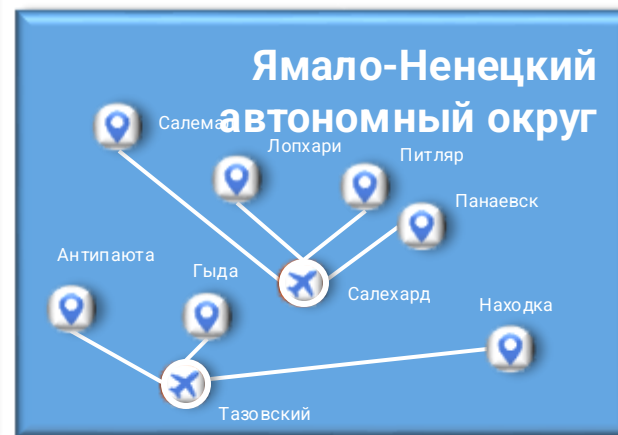 Ямало-Ненецкий
автономный округ
Салемал
Лопхари
Питляр
Панаевск
Антипаюта
Гыда
Салехард
Находка
Тазовский